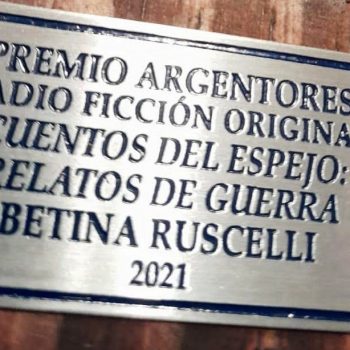 PREMIO ARGENTORES
ADIO FICCIÓN ORIGINA
CUENTOS DEL ESPEJO:
RELATOS DE GUERRA
BETINA RUSCELLI
2021